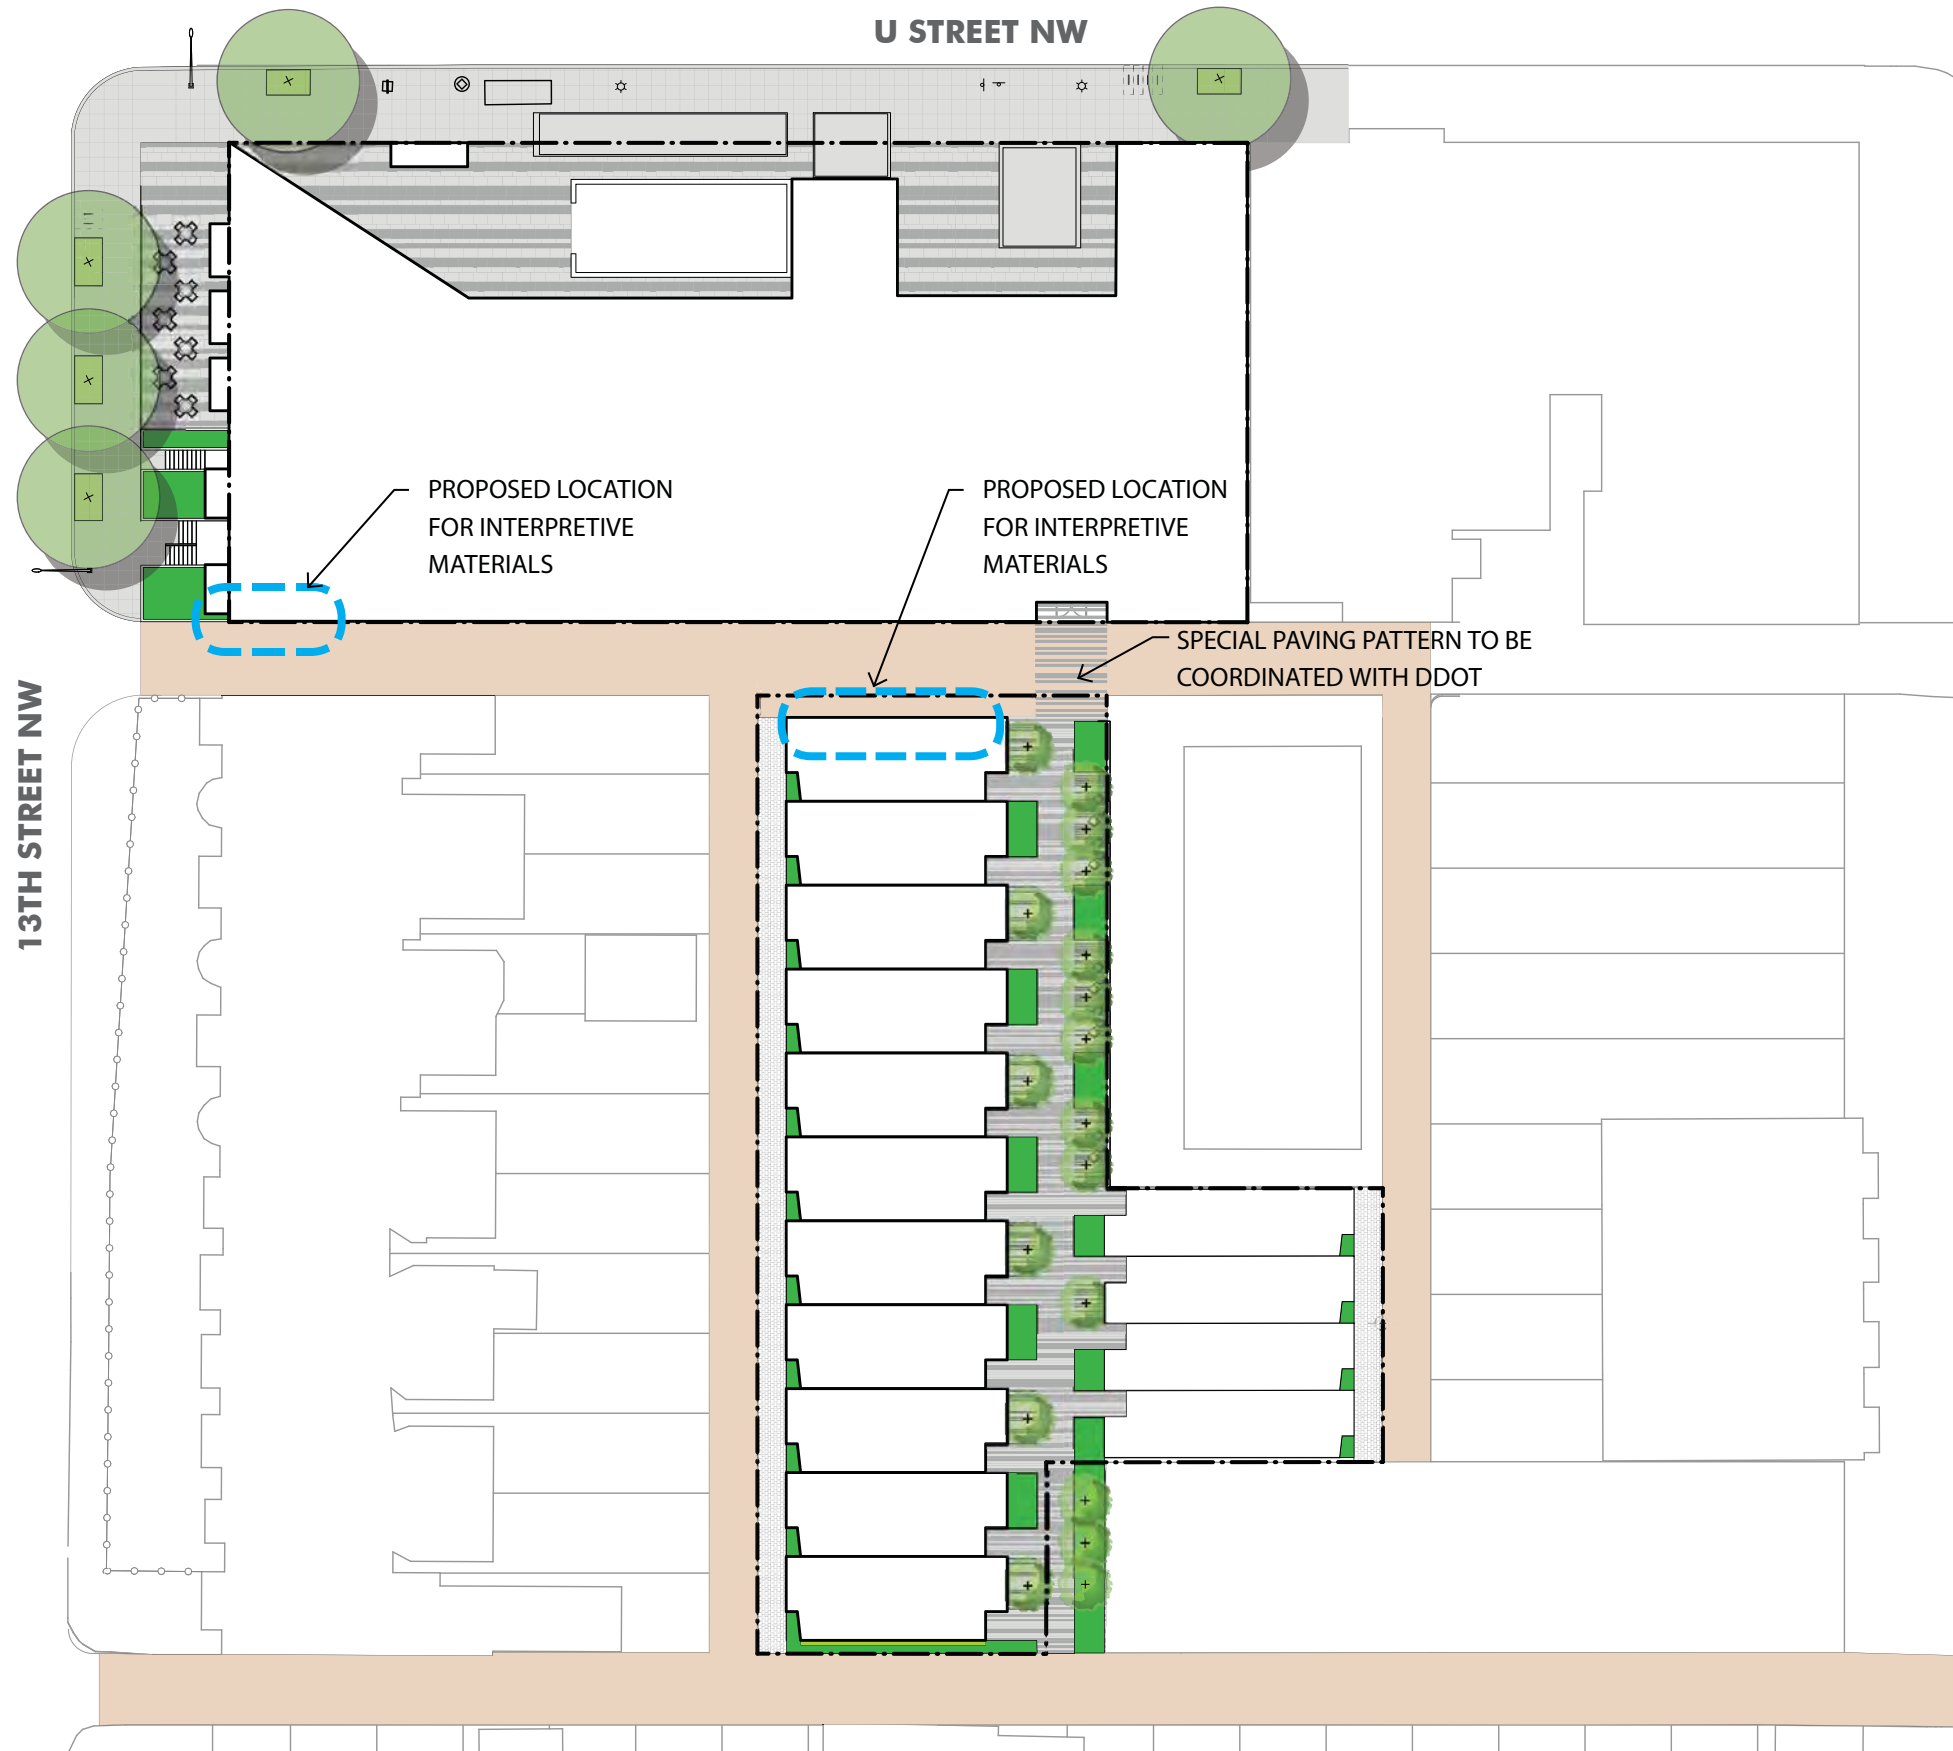 U STREET NW
PROPOSED LOCATION
FOR INTERPRETIVE
MATERIALS
PROPOSED LOCATION
FOR INTERPRETIVE
MATERIALS
SPECIAL PAVING PATTERN TO BE
COORDINATED WITH DDOT
13TH STREET NW